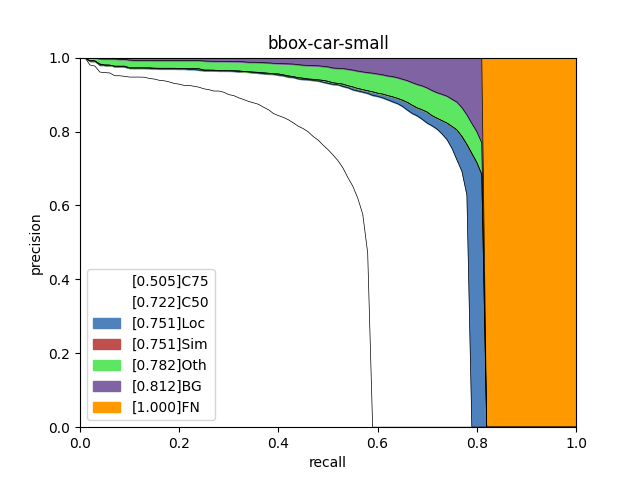 bbox-car-small
1.0
0.8
0.6
0.4
0.2
0.0
precision
[0.505]C75
[0.722]C50
[0.751]Loc
[0.751]Sim
[0.782]Oth
[0.812]BG
[1.000]FN
0.0 0.2 0.4 0.6 0.8 1.0
recall